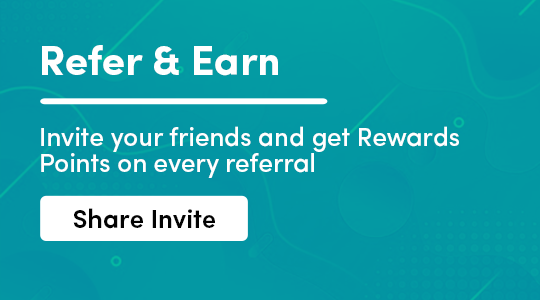 Refer & Earn
Invite your friends and get Rewards
Points on every referral
Share Invite